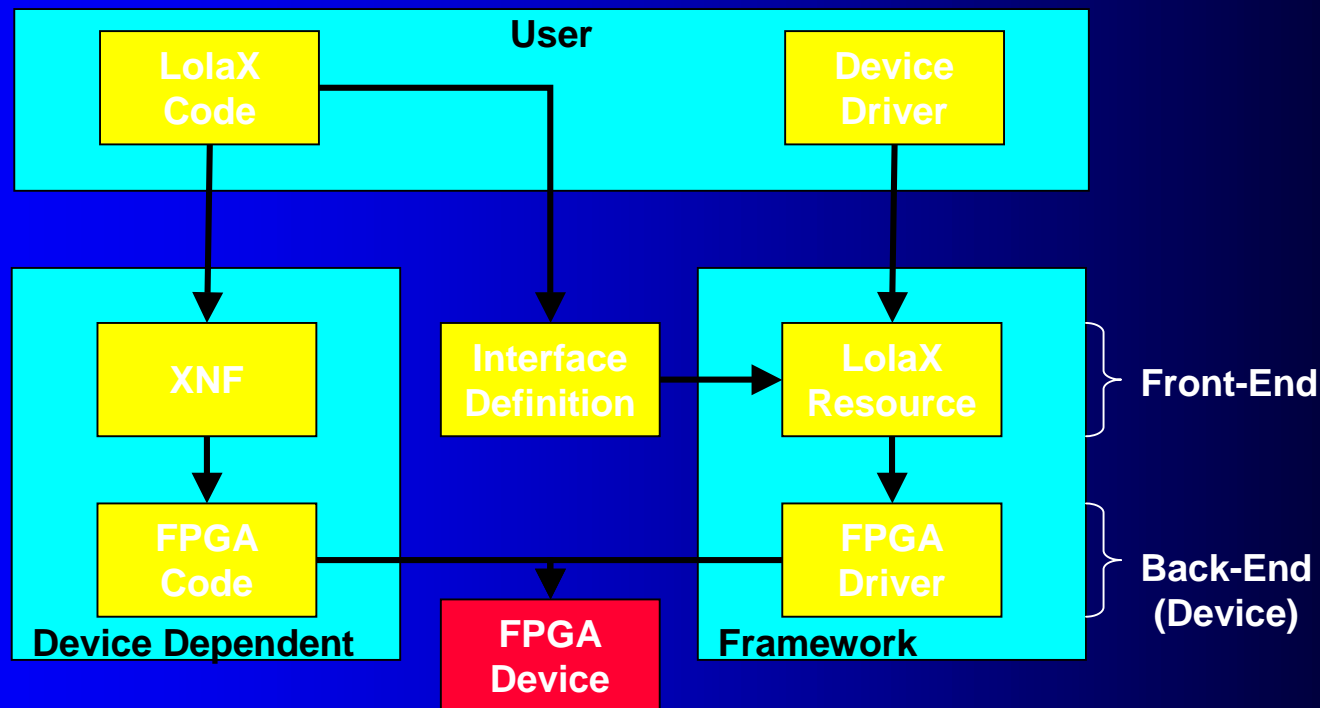 User
LolaX
Code
Device
Driver
XNF
Interface
Definition
LolaX
Resource
Front-End
FPGA
Code
FPGA
Driver
Back-End
(Device)
Device Dependent
FPGA
Device
Framework